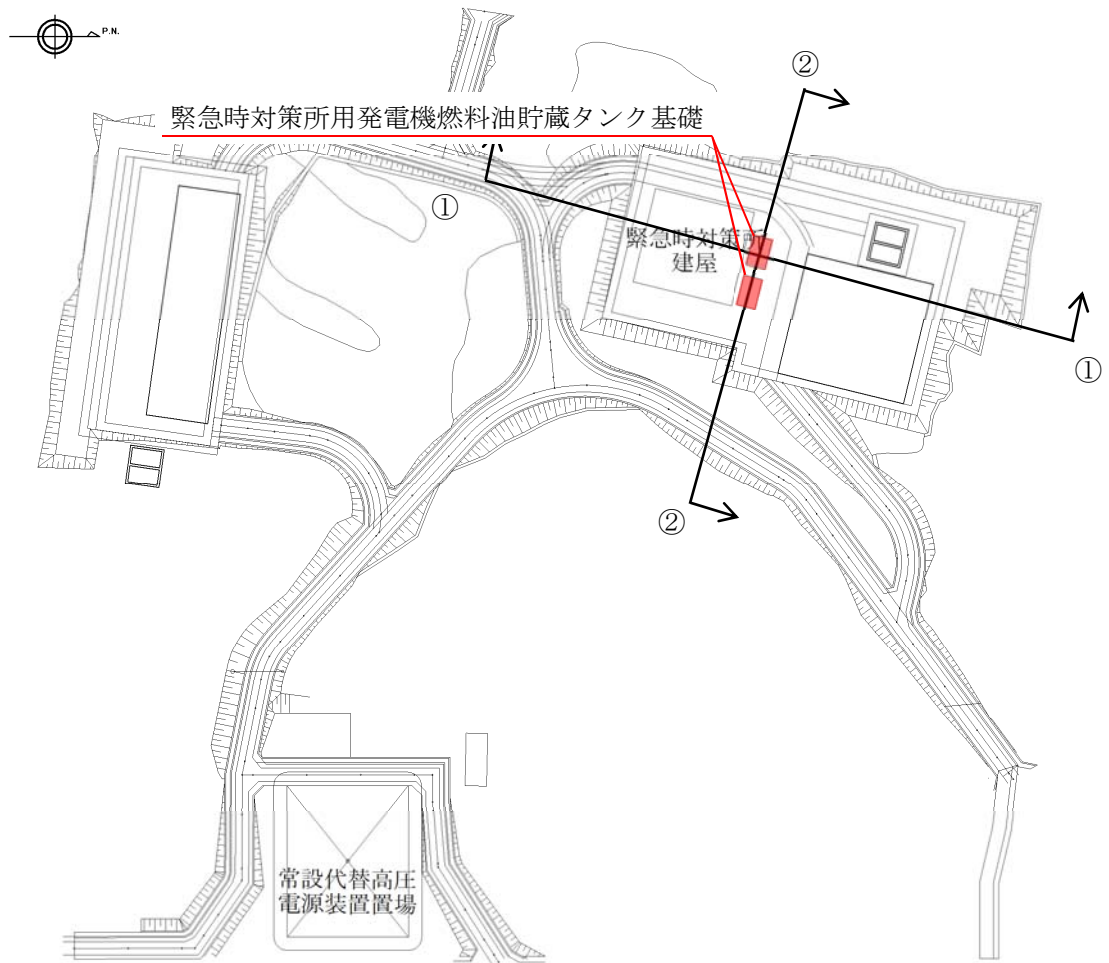 P.N.
②
緊急時対策所用発電機燃料油貯蔵タンク基礎
①
緊急時対策所
建屋
①
②
常設代替高圧
電源装置置場